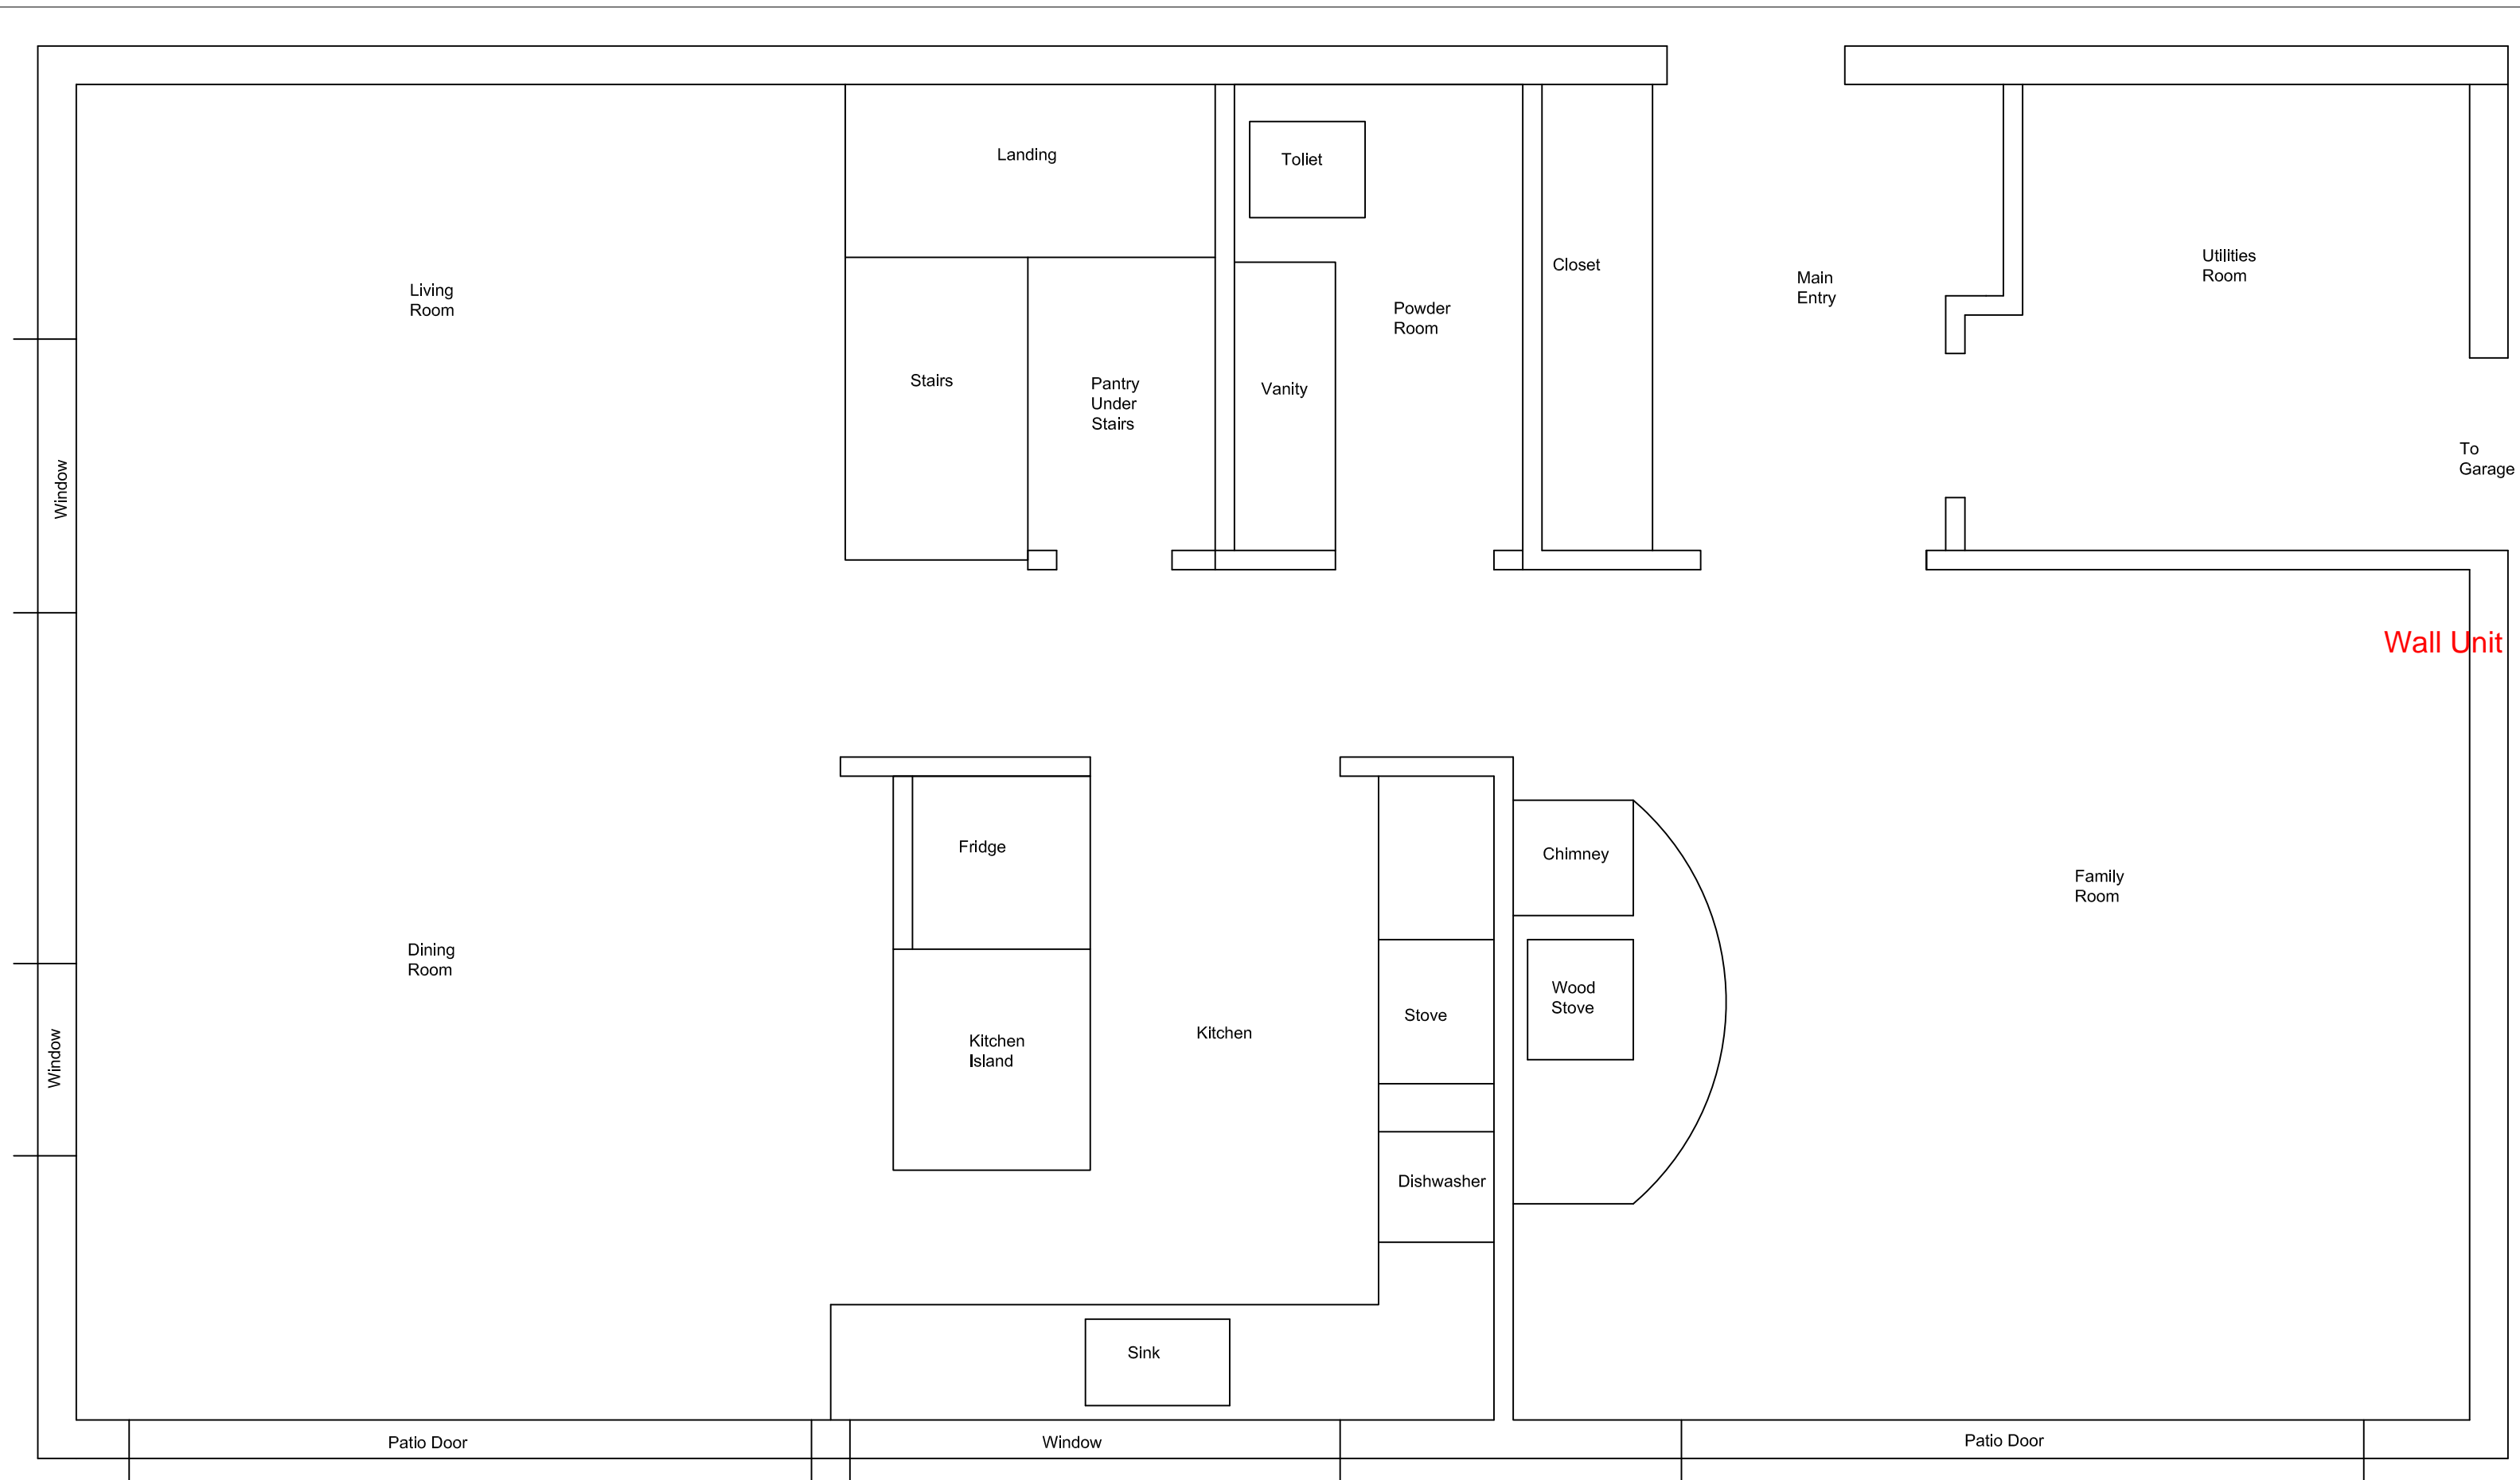 Landing
Toliet
Living
Room
Closet
Main
Entry
Utilities
Room
Powder
Room
Stairs
Pantry
Under
Stairs
Vanity
To
Garage
Window
Wall Unit
Fridge
Chimney
Family
Room
Dining
Room
Wood
Stove
Stove
Kitchen
Kitchen
Island
Window
Dishwasher
Sink
Patio Door
Window
Patio Door